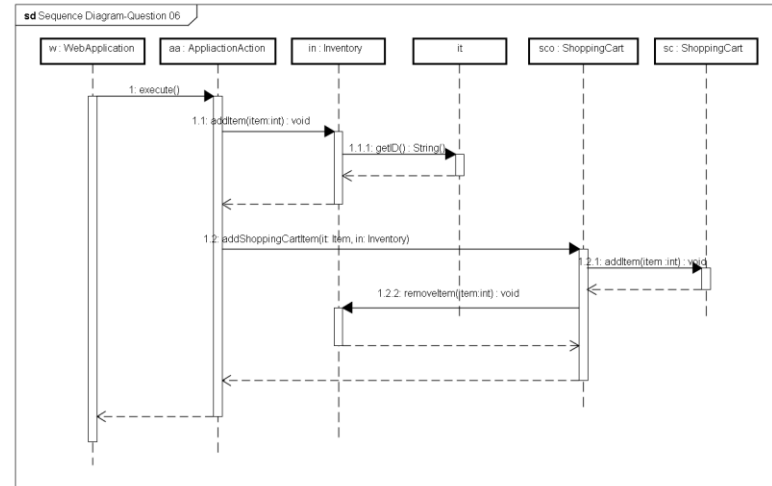 sd Sequence Diagram-Question 06
w : WebApplication
aa : AppliactionAction
in : Inventory
it
sco : ShoppingCart
sc : ShoppingCart
1: execute()
1.1: addItem(item:int) : void
1.1.1: getID() : String()
1.2: addShoppingCartItem(it: Item, in: Inventory)
1.2.1: addItem(item :int) : void
1.2.2: removeItem(item:int) : void